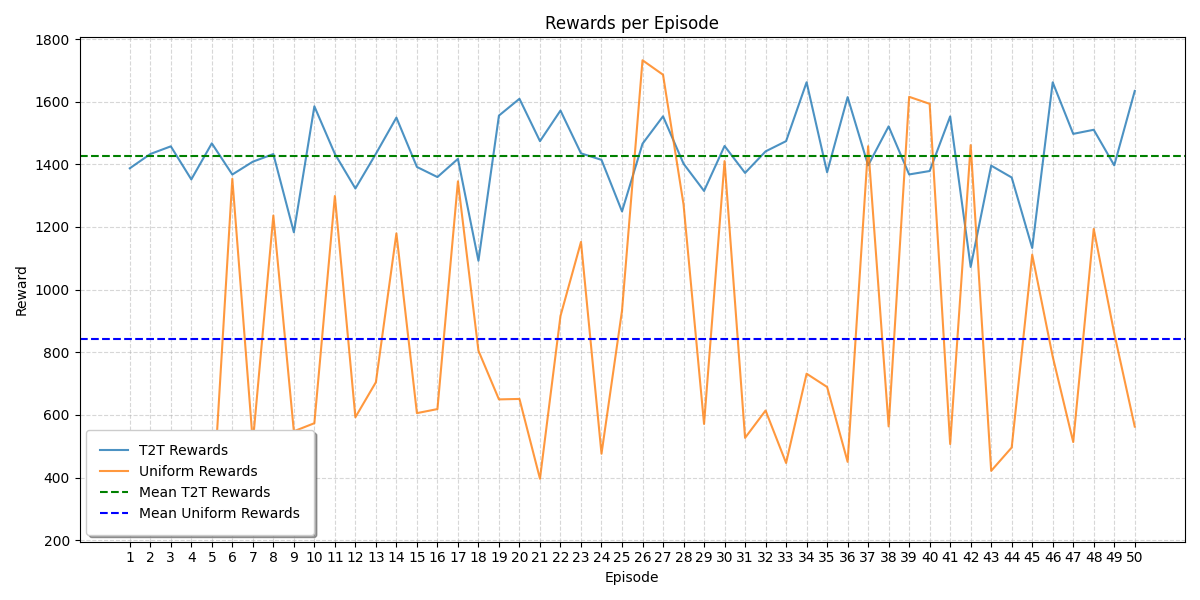 Rewards per Episode
1800
1600
1400
1200
1000
800
600
400
200
Reward
T2T Rewards
Uniform Rewards
Mean T2T Rewards
Mean Uniform Rewards
1 2 3 4 5 6 7 8 9 10 11 12 13 14 15 16 17 18 19 20 21 22 23 24 25 26 27 28 29 30 31 32 33 34 35 36 37 38 39 40 41 42 43 44 45 46 47 48 49 50
Episode